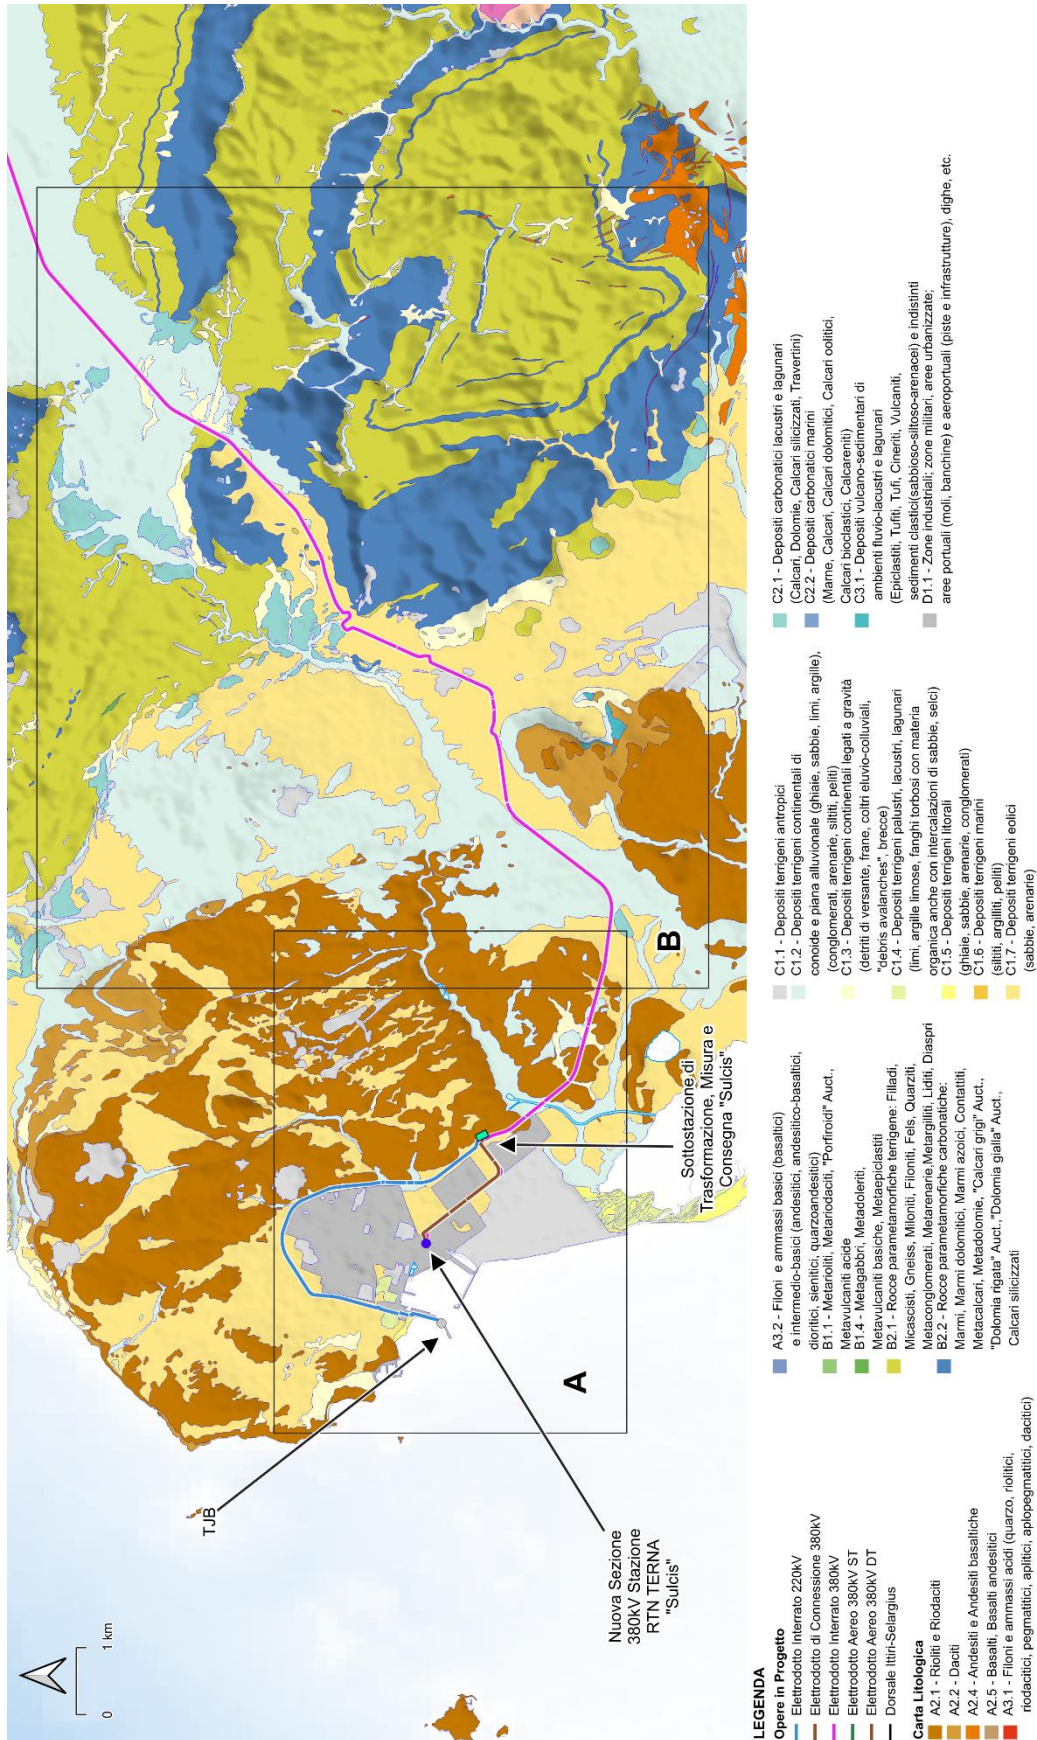 0
1 km
TJB
Nuova Sezione
380kV Stazione
RTN TERNA
"Sulcis"
A
Sottostazione di
Trasformazione, Misura e
Consegna "Sulcis"
B
LEGENDA
Opere in Progetto
Elettrodotto Interrato 220kV
Elettrodotto di Connessione 380kV
Elettrodotto Interrato 380kV
Elettrodotto Aereo 380kV ST
Elettrodotto Aereo 380kV DT
Dorsale Ittiri-Selargius
Carta Litologica
A2.1 - Rioliti e Riodaciti
A2.2 - Daciti
A2.4 - Andesiti e Andesiti basaltiche
A2.5 - Basalti, Basalti andesitici
A3.1 - Filoni e ammassi acidi (quarzo, riolitici,
riodacitici, pegmatitici, aplitici, aplopegmatitici, dacitici)
A3.2 - Filoni e ammassi basici (basaltici)
e intermedio-basici (andesitici, andesitico-basaltici,
dioritici, sienitici, quarzoandesitici)
B1.1 - Metarioliti, Metariodaciti, "Porfiroidi" Auct.,
Metavulcaniti acide
B1.4 - Metagabbri, Metadoleriti,
Metavulcaniti basiche, Metaepiclastiti
B2.1 - Rocce parametamorfiche terrigene: Filladi,
Micascisti, Gneiss, Miloniti, Filoniti, Fels, Quarziti,
Metaconglomerati, Metarenarie,Metargilliti, Liditi, Diaspri
B2.2 - Rocce parametamorfiche carbonatiche:
Marmi, Marmi dolomitici, Marmi azoici, Contattiti,
Metacalcari, Metadolomie, "Calcari grigi" Auct.,
"Dolomia rigata" Auct., "Dolomia gialla" Auct.,
Calcari silicizzati
C1.1 - Depositi terrigeni antropici
C1.2 - Depositi terrigeni continentali di
conoide e piana alluvionale (ghiaie, sabbie, limi, argille),
(conglomerati, arenarie, siltiti, peliti)
C1.3 - Depositi terrigeni continentali legati a gravità
(detriti di versante, frane, coltri eluvio-colluviali,
"debris avalanches", brecce)
C1.4 - Depositi terrigeni palustri, lacustri, lagunari
(limi, argille limose, fanghi torbosi con materia
organica anche con intercalazioni di sabbie, selci)
C1.5 - Depositi terrigeni litorali
(ghiaie, sabbie, arenarie, conglomerati)
C1.6 - Depositi terrigeni marini
(siltiti, argilliti, peliti)
C1.7 - Depositi terrigeni eolici
(sabbie, arenarie)
C2.1 - Depositi carbonatici lacustri e lagunari
(Calcari, Dolomie, Calcari silicizzati, Travertini)
C2.2 - Depositi carbonatici marini
(Marne, Calcari, Calcari dolomitici, Calcari oolitici,
Calcari bioclastici, Calcareniti)
C3.1 - Depositi vulcano-sedimentari di
ambienti fluvio-lacustri e lagunari
(Epiclastiti, Tufiti, Tufi, Cineriti, Vulcaniti,
sedimenti clastici(sabbioso-siltoso-arenacei) e indistinti
D1.1 - Zone industriali; zone militari, aree urbanizzate;
aree portuali (moli, banchine) e aeroportuali (piste e infrastrutture), dighe, etc.